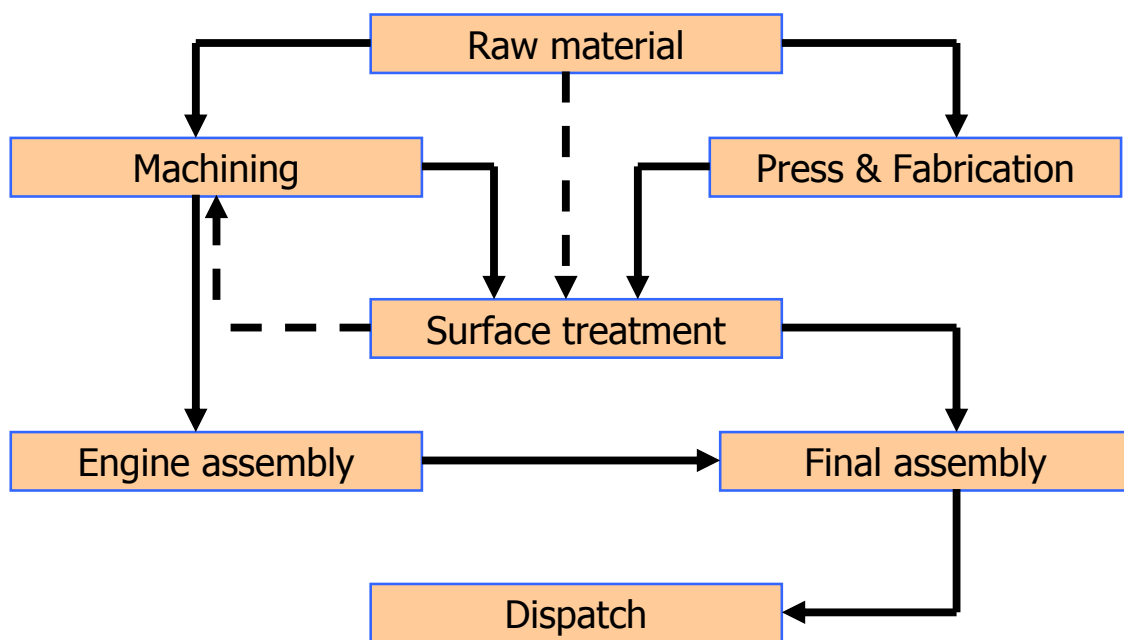 Raw material
Machining
Press & Fabrication
Surface treatment
Engine assembly
Final assembly
Dispatch